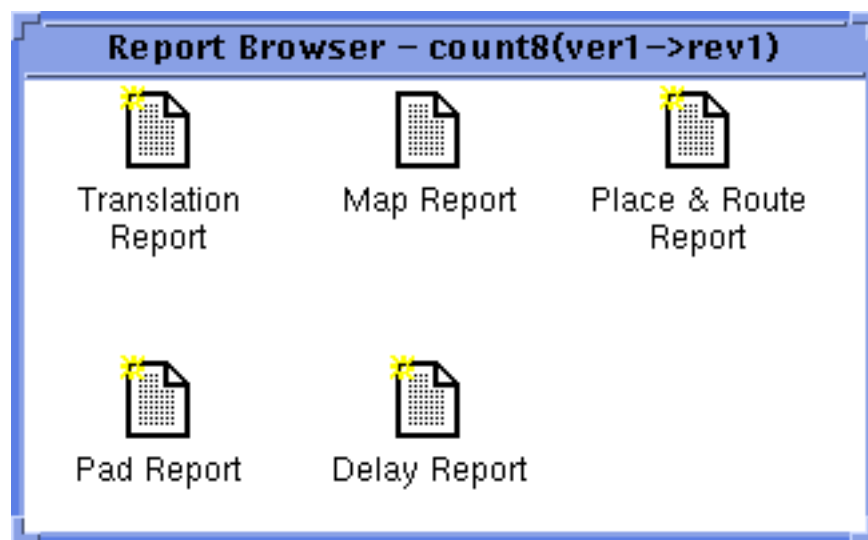 Report Browser – count8(ver1->rev1)
Translation
Report
Map Report
Place & Route
Report
Pad Report
Delay Report